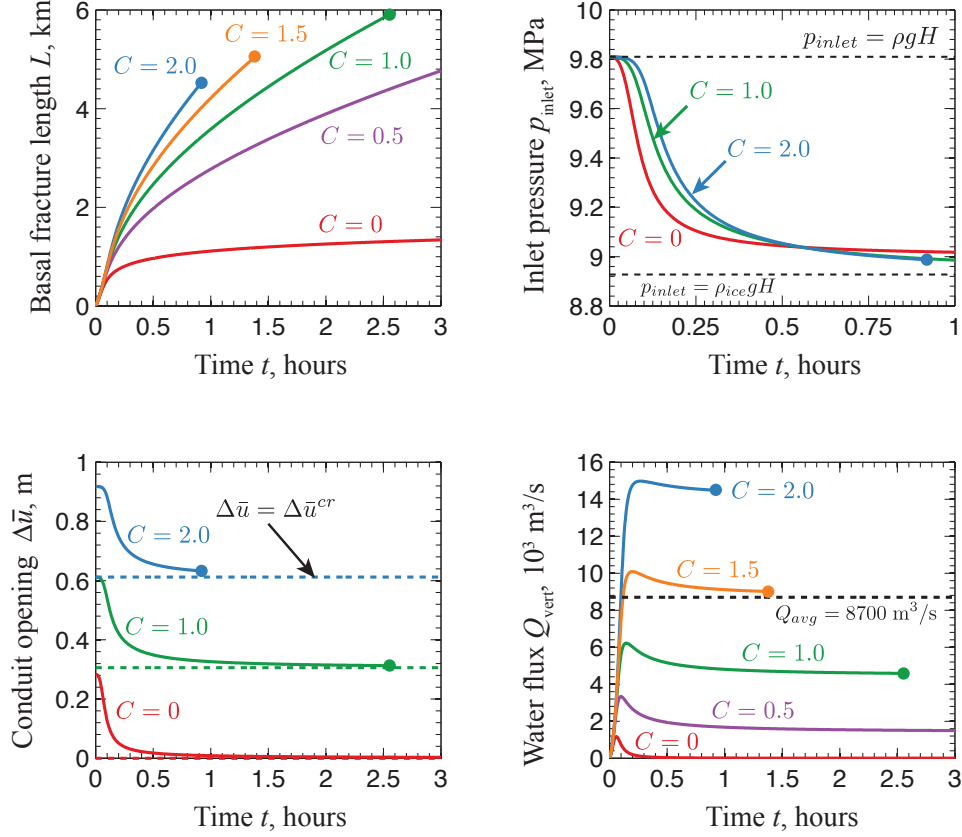 Basal fracture length L, km
6
4
2
0
0
0.5
1
1.5
2
2.5
3
Time t, hours
C = 2.0
C = 1.5
C = 1.0
C = 0.5
C = 0
Inlet pressure p_inlet, MPa
10
9.8
9.6
9.4
9.2
9
8.8
0
0.25
0.5
0.75
1
Time t, hours
p_inlet = ρgH
C = 1.0
C = 2.0
C = 0
p_inlet = ρ_ice gH
Conduit opening Δū, m
1
0.8
0.6
0.4
0.2
0
0
0.5
1
1.5
2
2.5
3
Time t, hours
Δū = Δū^cr
C = 2.0
C = 1.0
C = 0
Water flux Q_vert, 10³ m³/s
16
14
12
10
8
6
4
2
0
0
0.5
1
1.5
2
2.5
3
Time t, hours
C = 2.0
C = 1.5
Q_avg = 8700 m³/s
C = 1.0
C = 0.5
C = 0